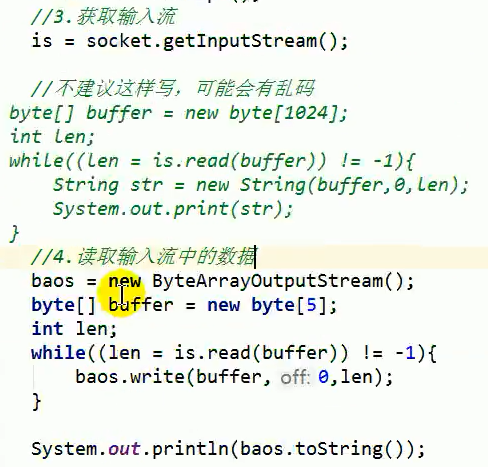 //3.获取输入流
is = socket.getInputStream();
//不建议这样写，可能会有乱码
byte[] buffer = new byte[1024];
int len;
while((len = is.read(buffer)) != -1){
String str = new String(buffer,0,len);
System.out.print(str);
}
//4.读取输入流中的数据
baos = new ByteArrayOutputStream();
byte[] buffer = new byte[5];
int len;
while((len = is.read(buffer)) != -1){
baos.write(buffer, off: 0,len);
}
System.out.println(baos.toString());